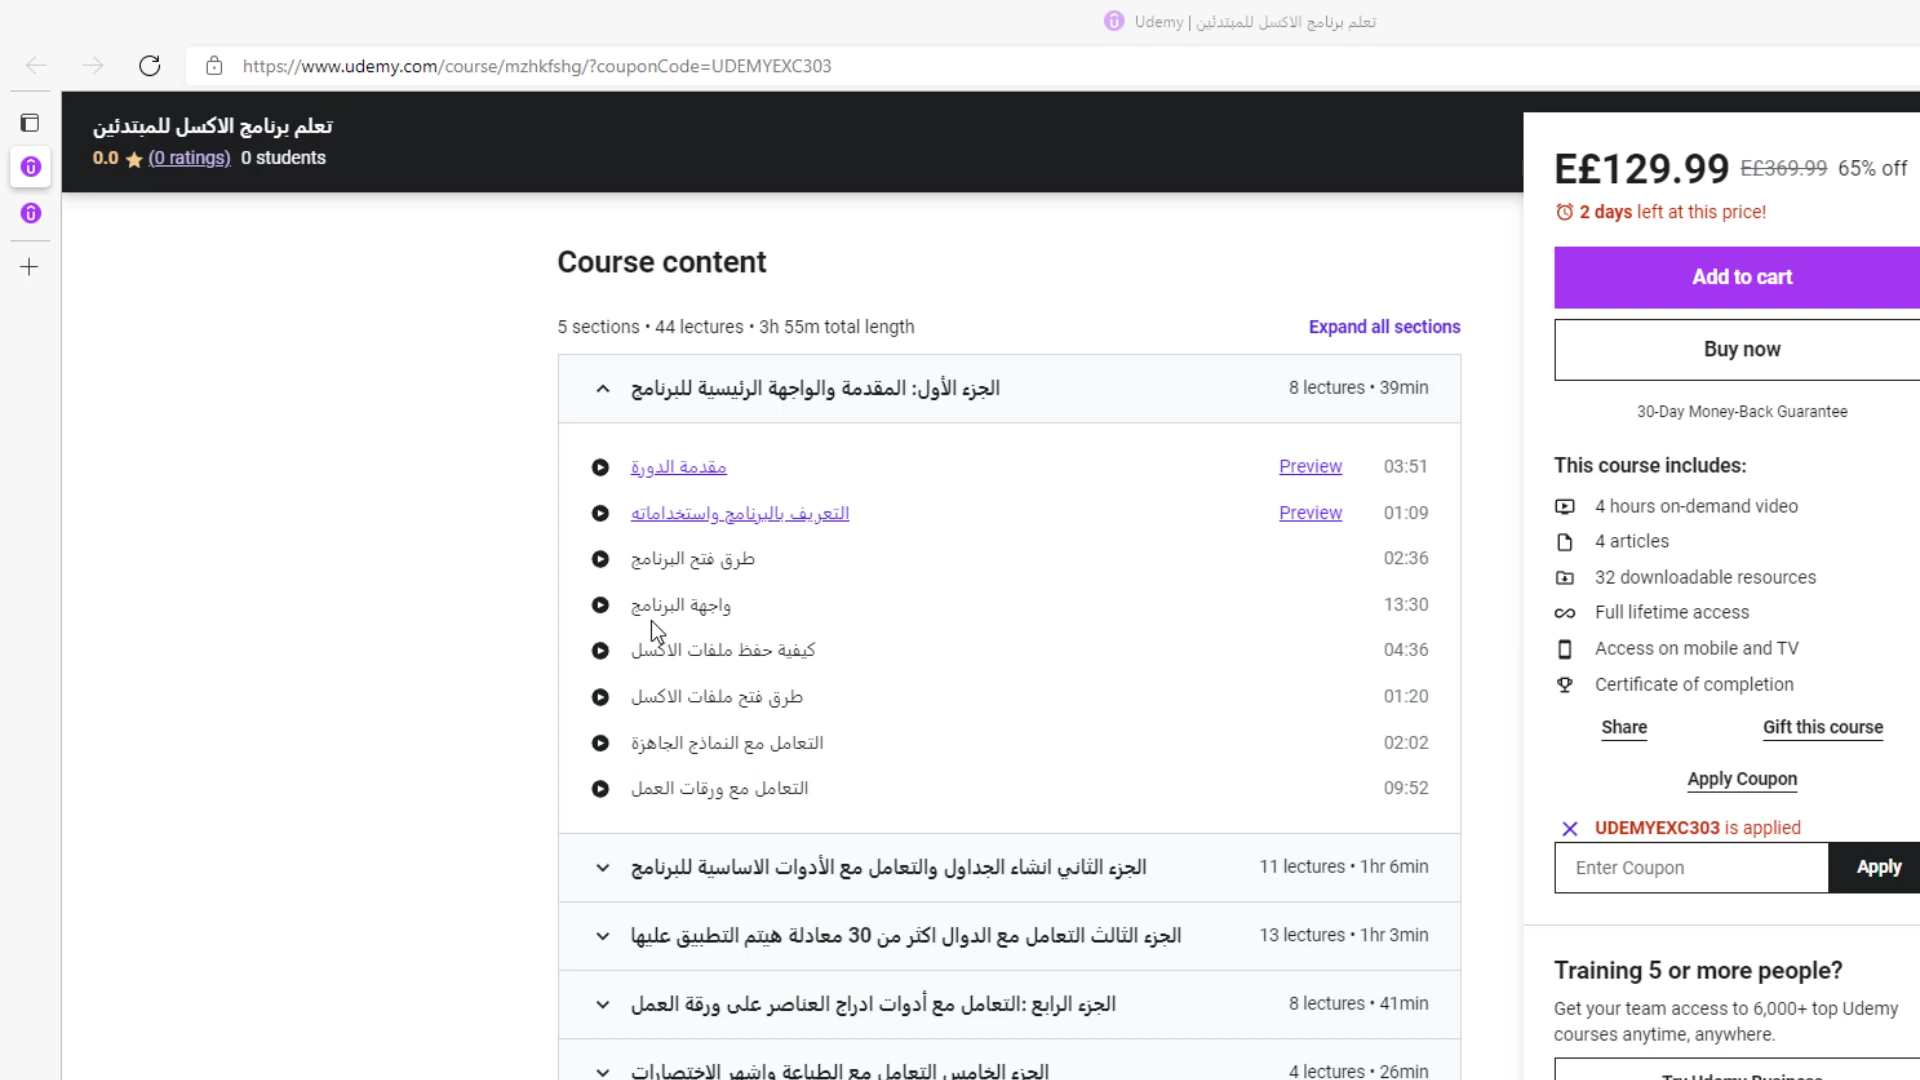 Udemy | تعلم برنامج الاكسل للمبتدئين
https://www.udemy.com/course/mzhkfshg/?couponCode=UDEMYEXC303
تعلم برنامج الاكسل للمبتدئين
0.0 (0 ratings) 0 students
Course content
5 sections • 44 lectures • 3h 55m total length
Expand all sections
الجزء الأول: المقدمة والواجهة الرئيسية للبرنامج
8 lectures • 39min
مقدمة الدورة
Preview 03:51
التعريف بالبرنامج واستخداماته
Preview 01:09
طرق فتح البرنامج
02:36
واجهة البرنامج
13:30
كيفية حفظ ملفات الاكسل
04:36
طرق فتح ملفات الاكسل
01:20
التعامل مع النماذج الجاهزة
02:02
التعامل مع ورقات العمل
09:52
الجزء الثاني انشاء الجداول والتعامل مع الأدوات الاساسية للبرنامج
11 lectures • 1hr 6min
الجزء الثالث التعامل مع الدوال اكثر من 30 معادلة هيتم التطبيق عليها
13 lectures • 1hr 3min
الجزء الرابع :التعامل مع أدوات ادراج العناصر على ورقة العمل
8 lectures • 41min
الجزء الخامس التعامل مع الطباعة واشهر الاختصارات
4 lectures • 26min
E£129.99 E£369.99 65% off
2 days left at this price!
Add to cart
Buy now
30-Day Money-Back Guarantee
This course includes:
4 hours on-demand video
4 articles
32 downloadable resources
Full lifetime access
Access on mobile and TV
Certificate of completion
Share
Gift this course
Apply Coupon
UDEMYEXC303 is applied
Enter Coupon
Apply
Training 5 or more people?
Get your team access to 6,000+ top Udemy
courses anytime, anywhere.
Try Udemy Business